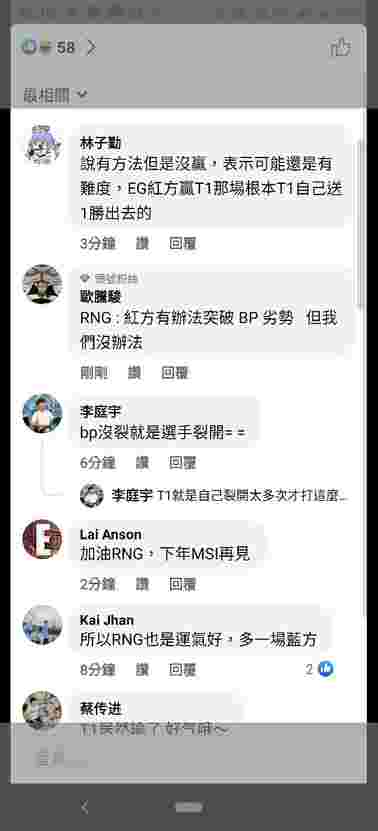 58
最相關
林子勤
說有方法但是沒贏，表示可能還是有
難度，EG紅方贏T1那場根本T1自己送
1勝出去的
3分鐘 讚 回覆
頭號粉絲
歐騰駿
RNG : 紅方有辦法突破 BP 劣勢 但我
們沒辦法
剛剛 讚 回覆
李庭宇
bp沒裂就是選手裂開= =
6分鐘 讚 回覆
李庭宇 T1就是自己裂開太多次才打這麼...
Lai Anson
加油RNG，下年MSI再見
2分鐘 讚 回覆
Kai Jhan
所以RNG也是運氣好，多一場藍方
8分鐘 讚 回覆 2
蔡传进
T1居然输了 好气哦～